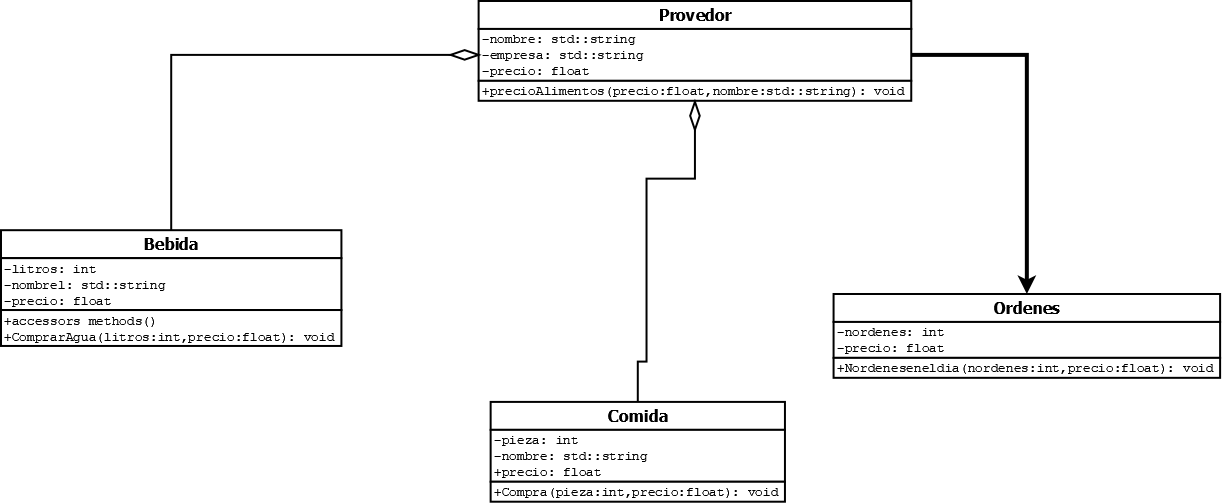 Provedor
-nombre: std::string
-empresa: std::string
-precio: float
+precioAlimentos(precio:float,nombre:std::string): void
Bebida
-litros: int
-nombrel: std::string
-precio: float
+accessors methods()
+ComprarAgua(litros:int,precio:float): void
Ordenes
-nordenes: int
-precio: float
+Nordeneseneldia(nordenes:int,precio:float): void
Comida
-pieza: int
-nombre: std::string
+precio: float
+Compra(pieza:int,precio:float): void